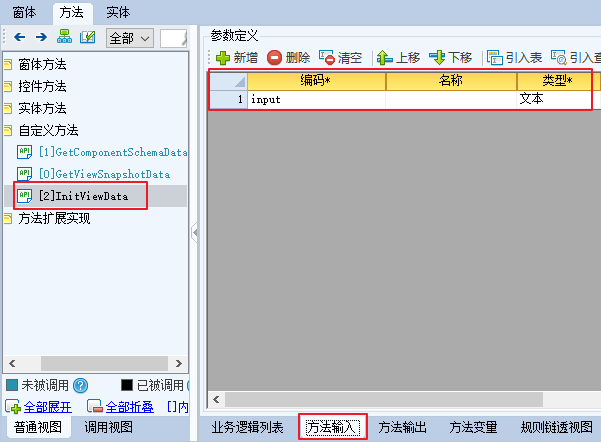 窗体 方法 实体
全部
窗体方法
控件方法
实体方法
自定义方法
[1]GetComponentSchemaData
[0]GetViewSnapshotData
[2]InitViewData
方法扩展实现
未被调用 已被调用
全部展开 全部折叠 []内
普通视图 调用视图
参数定义
新增 删除 清空 上移 下移 引入表 引入查
编码* 名称 类型*
1 input 文本
业务逻辑列表 方法输入 方法输出 方法变量 规则链透视图